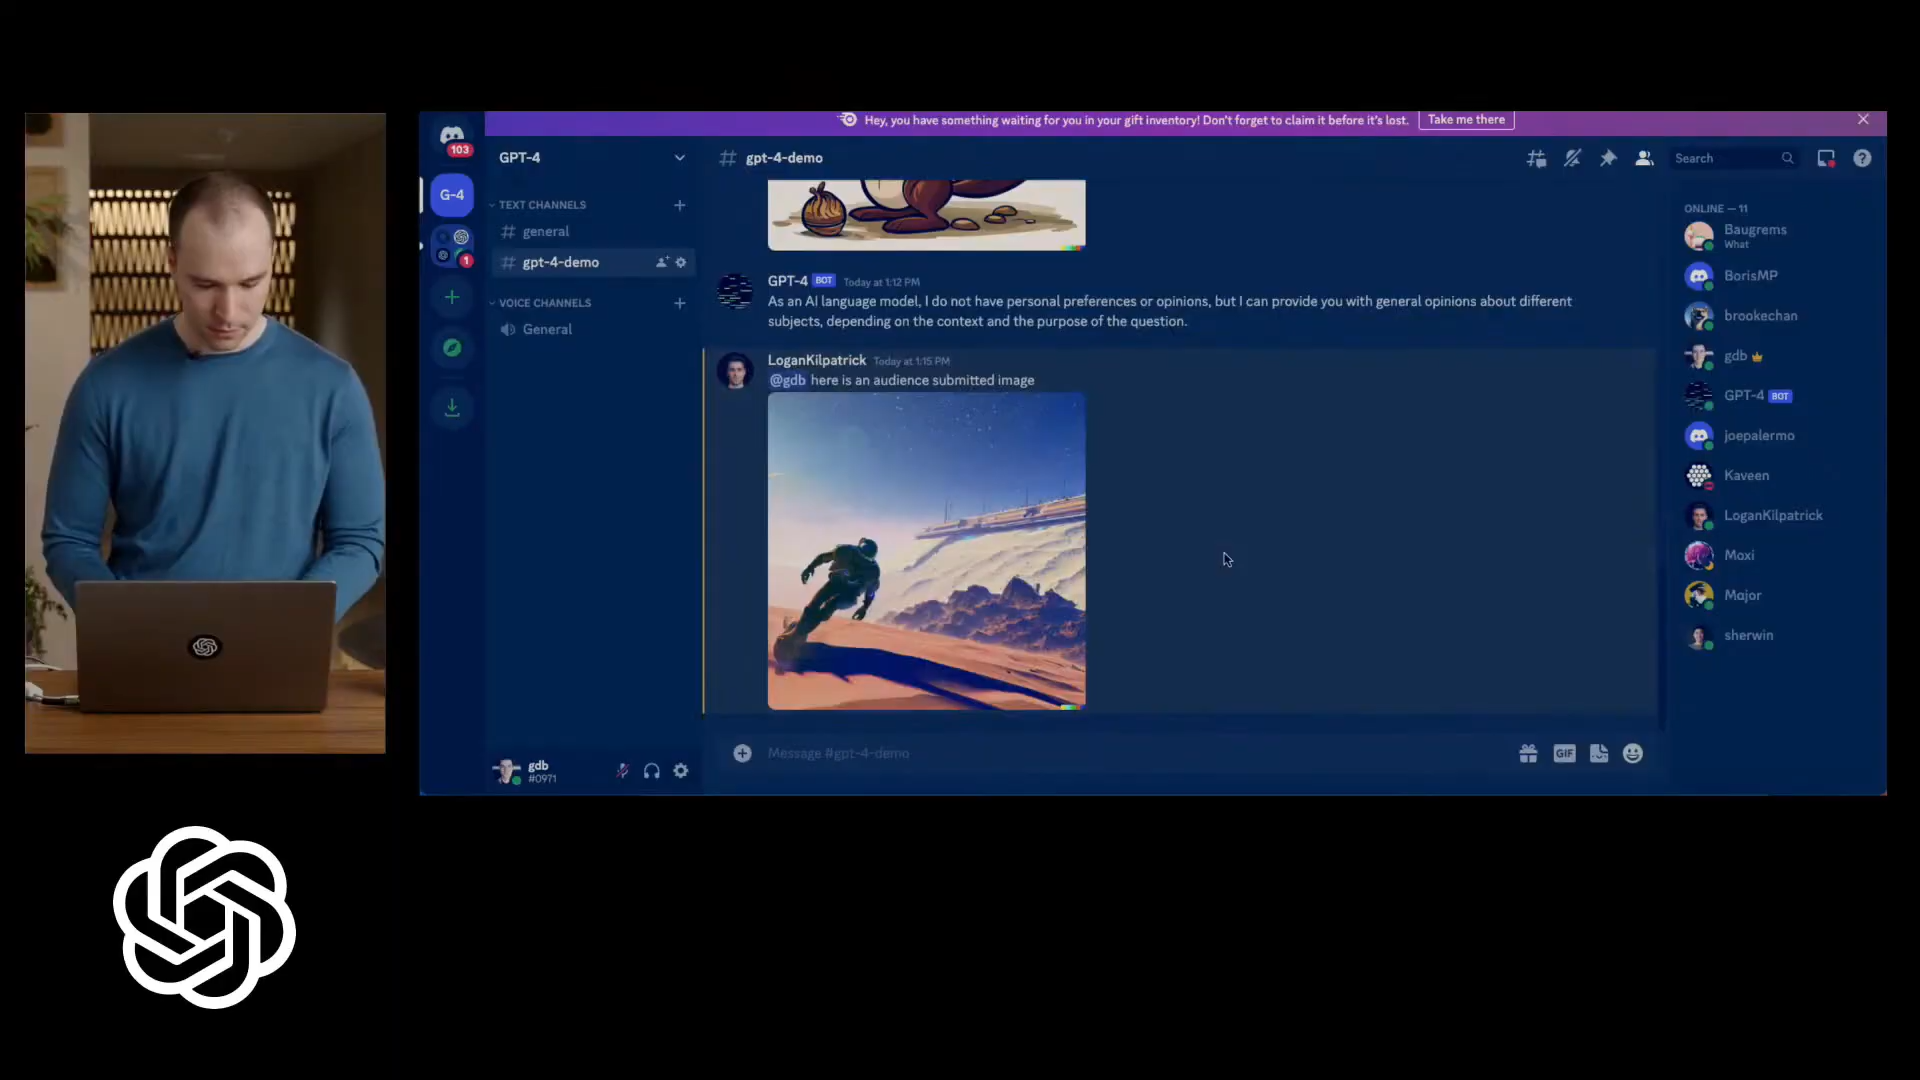 Hey, you have something waiting for you in your gift inventory! Don't forget to claim it before it's lost.
Take me there
103
G-4
1
GPT-4
TEXT CHANNELS
general
gpt-4-demo
VOICE CHANNELS
General
gdb
#0971
# gpt-4-demo
Search
GPT-4 BOT Today at 1:12 PM
As an AI language model, I do not have personal preferences or opinions, but I can provide you with general opinions about different
subjects, depending on the context and the purpose of the question.
LoganKilpatrick Today at 1:15 PM
@gdb here is an audience submitted image
Message #gpt-4-demo
GIF
ONLINE — 11
Baugrems
What
BorisMP
brookechan
gdb
GPT-4 BOT
joepalermo
Kaveen
LoganKilpatrick
Maxi
Major
sherwin